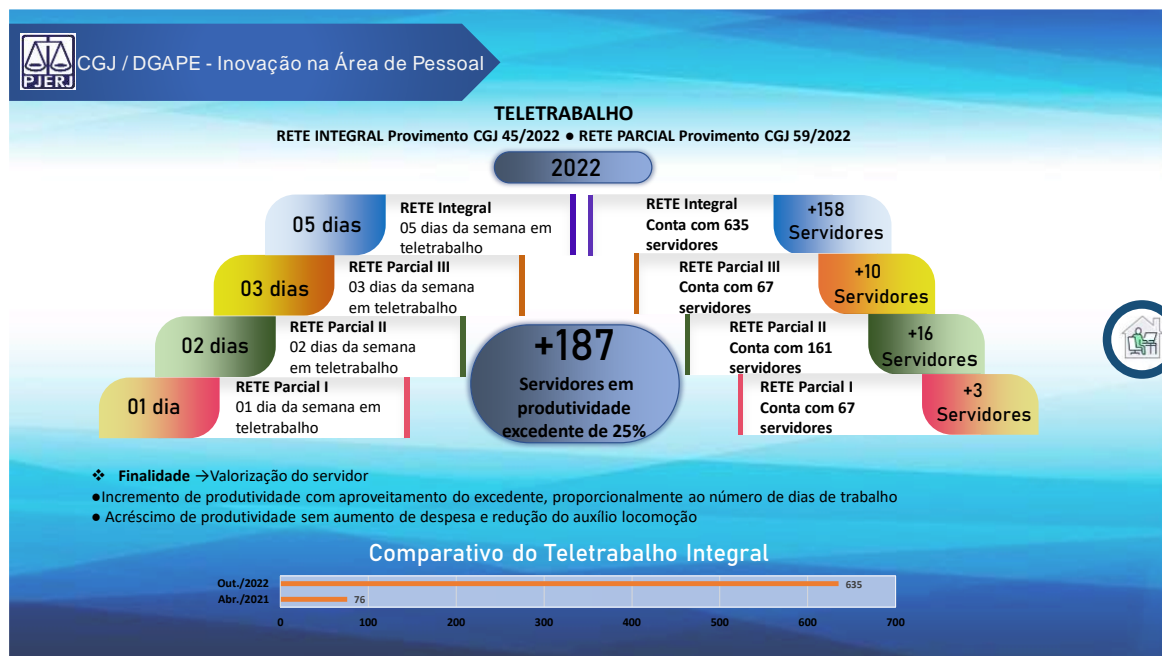 PJERJ
CGJ / DGAPE - Inovação na Área de Pessoal
TELETRABALHO
RETE INTEGRAL Provimento CGJ 45/2022 ● RETE PARCIAL Provimento CGJ 59/2022
2022
05 dias
RETE Integral
05 dias da semana em
teletrabalho
RETE Integral
Conta com 635
servidores
+158
Servidores
03 dias
RETE Parcial III
03 dias da semana
em teletrabalho
RETE Parcial III
Conta com 67
servidores
+10
Servidores
02 dias
RETE Parcial II
02 dias da semana
em teletrabalho
RETE Parcial II
Conta com 161
servidores
+16
Servidores
01 dia
RETE Parcial I
01 dia da semana em
teletrabalho
RETE Parcial I
Conta com 67
servidores
+3
Servidores
+187
Servidores em
produtividade
excedente de 25%
❖ Finalidade →Valorização do servidor
●Incremento de produtividade com aproveitamento do excedente, proporcionalmente ao número de dias de trabalho
● Acréscimo de produtividade sem aumento de despesa e redução do auxílio locomoção
Comparativo do Teletrabalho Integral
Out./2022 635
Abr./2021 76
0 100 200 300 400 500 600 700